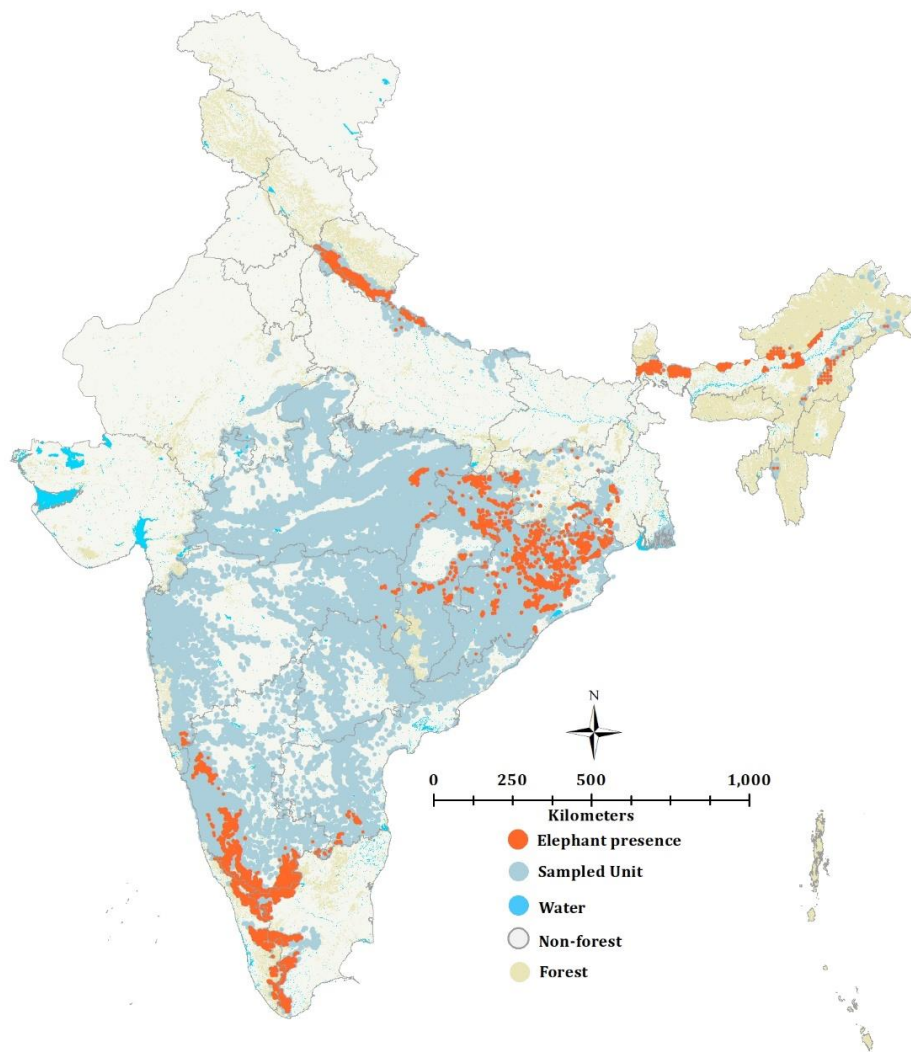 N
0 250 500 1,000
Kilometers
Elephant presence
Sampled Unit
Water
Non-forest
Forest